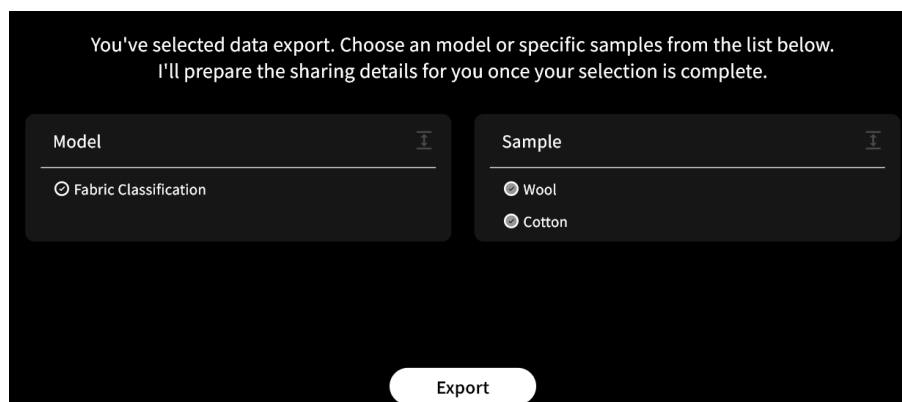 You've selected data export. Choose an model or specific samples from the list below.
I'll prepare the sharing details for you once your selection is complete.
Model
Fabric Classification
Sample
Wool
Cotton
Export